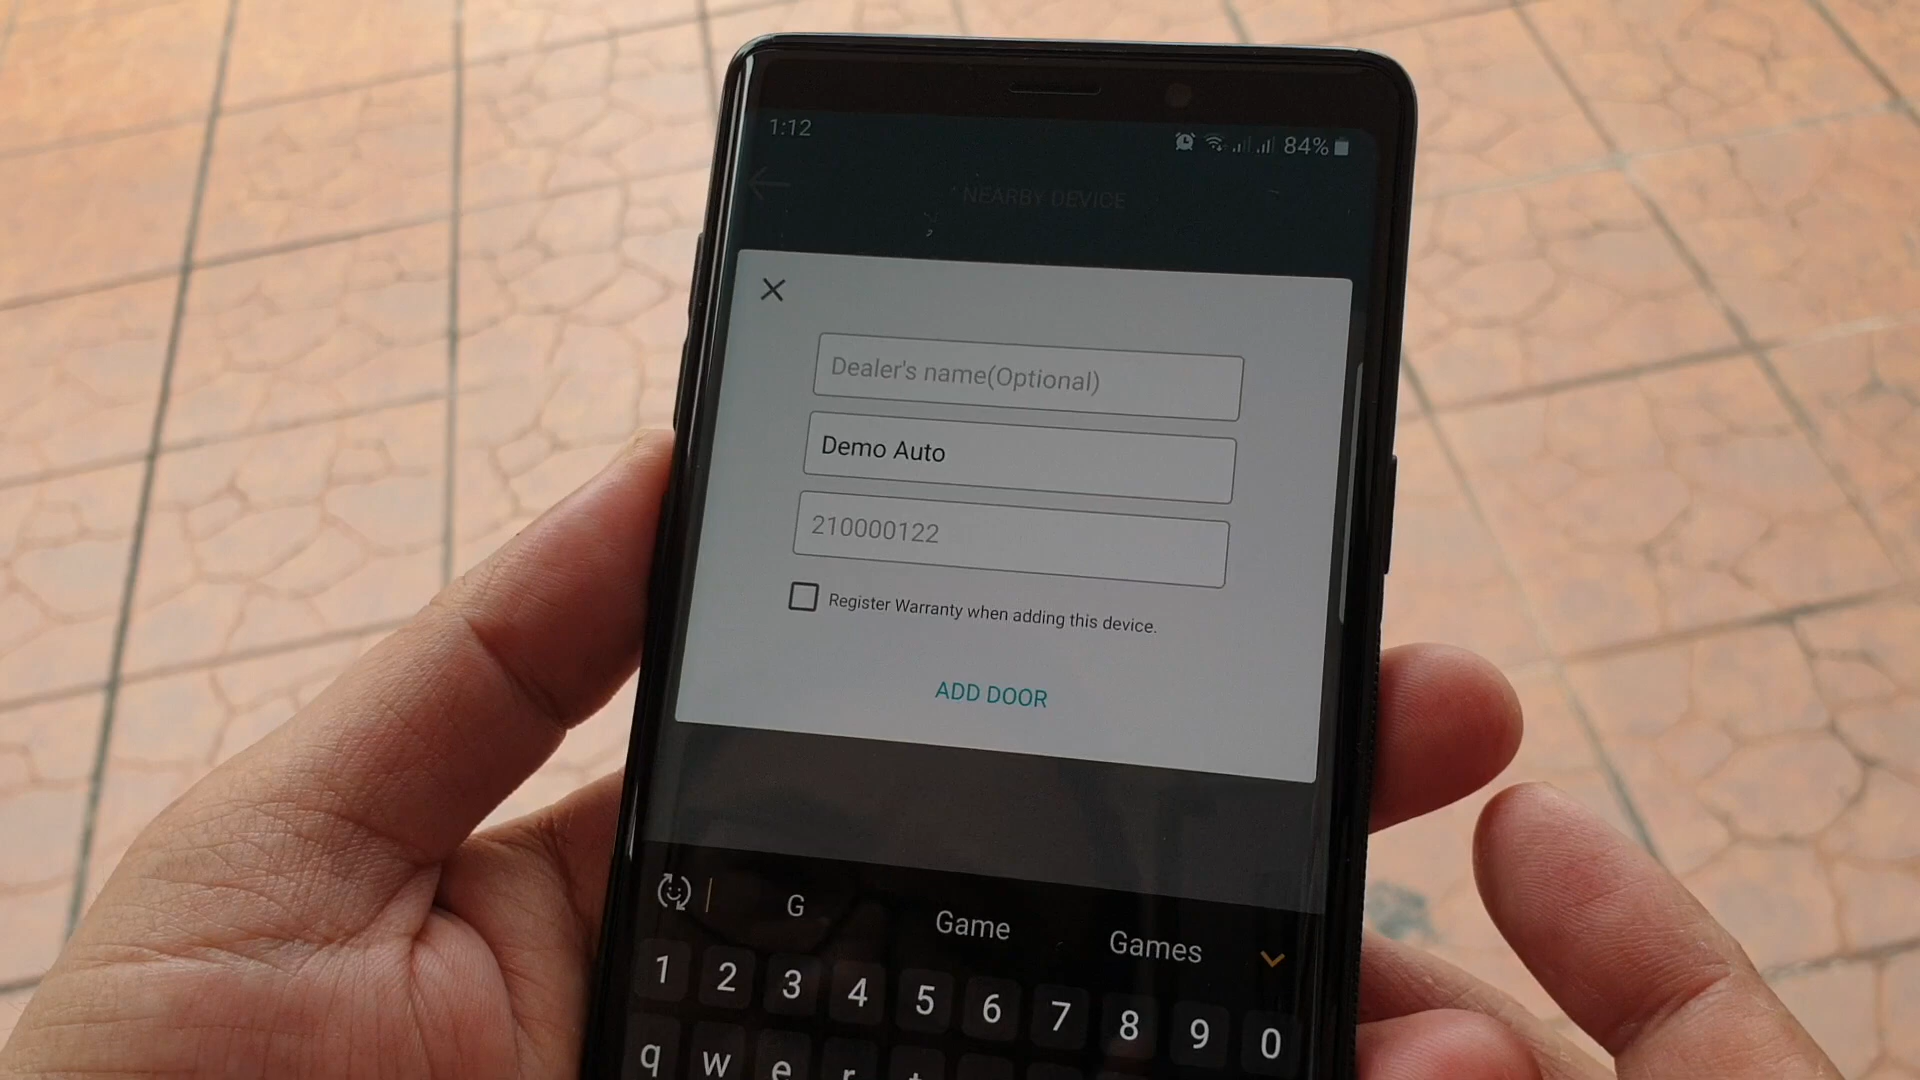 1:12
84%
NEARBY DEVICE
Dealer's name(Optional)
Demo Auto
210000122
Register Warranty when adding this device.
ADD DOOR
G Game Games
1 2 3 4 5 6 7 8 9 0
q w e r t